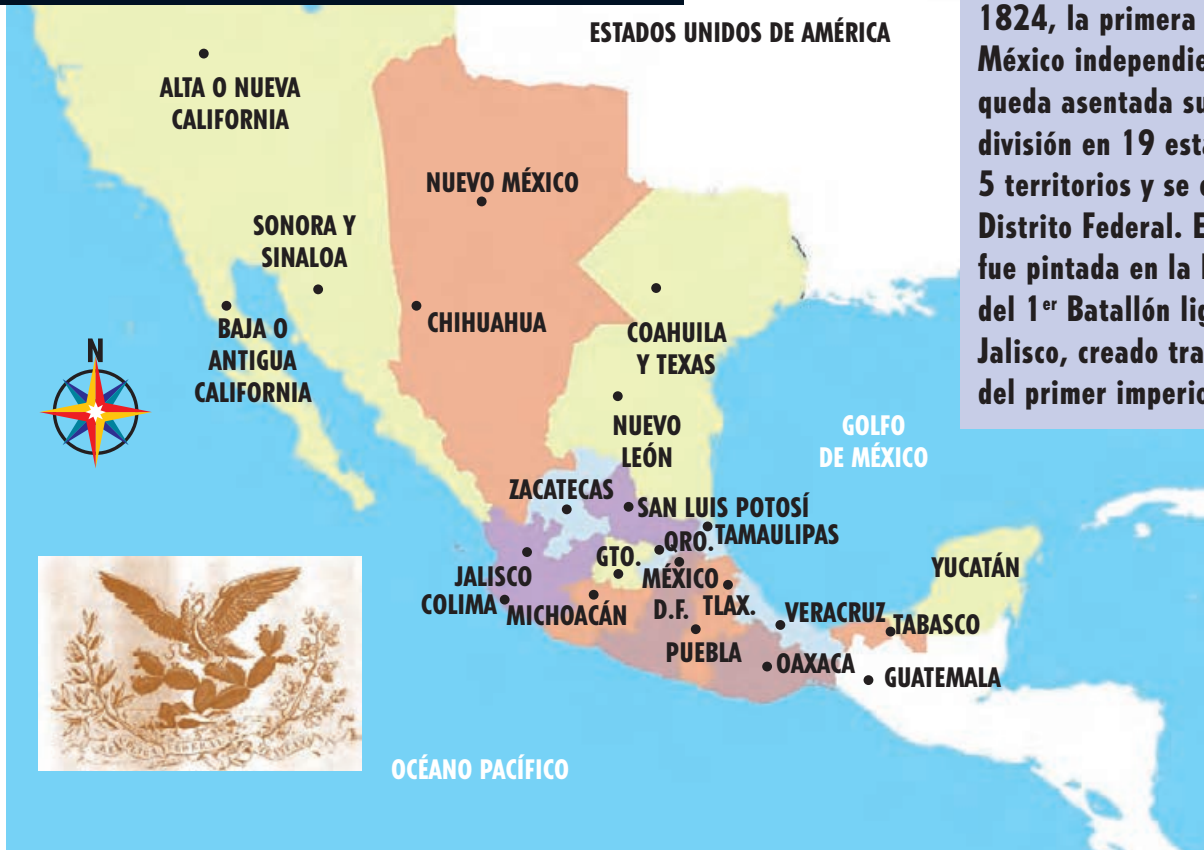 ESTADOS UNIDOS DE AMÉRICA
ALTA O NUEVA
CALIFORNIA
NUEVO MÉXICO
SONORA Y
SINALOA
CHIHUAHUA
BAJA O
ANTIGUA
CALIFORNIA
N
COAHUILA
Y TEXAS
NUEVO
LEÓN
GOLFO
DE MÉXICO
ZACATECAS
SAN LUIS POTOSÍ
TAMAULIPAS
QRO.
GTO.
MÉXICO
YUCATÁN
JALISCO
COLIMA
MICHOACÁN
D.F.
TLAX.
VERACRUZ
TABASCO
PUEBLA
OAXACA
GUATEMALA
OCÉANO PACÍFICO
1824, la primera
México independie
queda asentada su
división en 19 est
5 territorios y se
Distrito Federal. E
fue pintada en la
del 1er Batallón lig
Jalisco, creado tra
del primer imperio